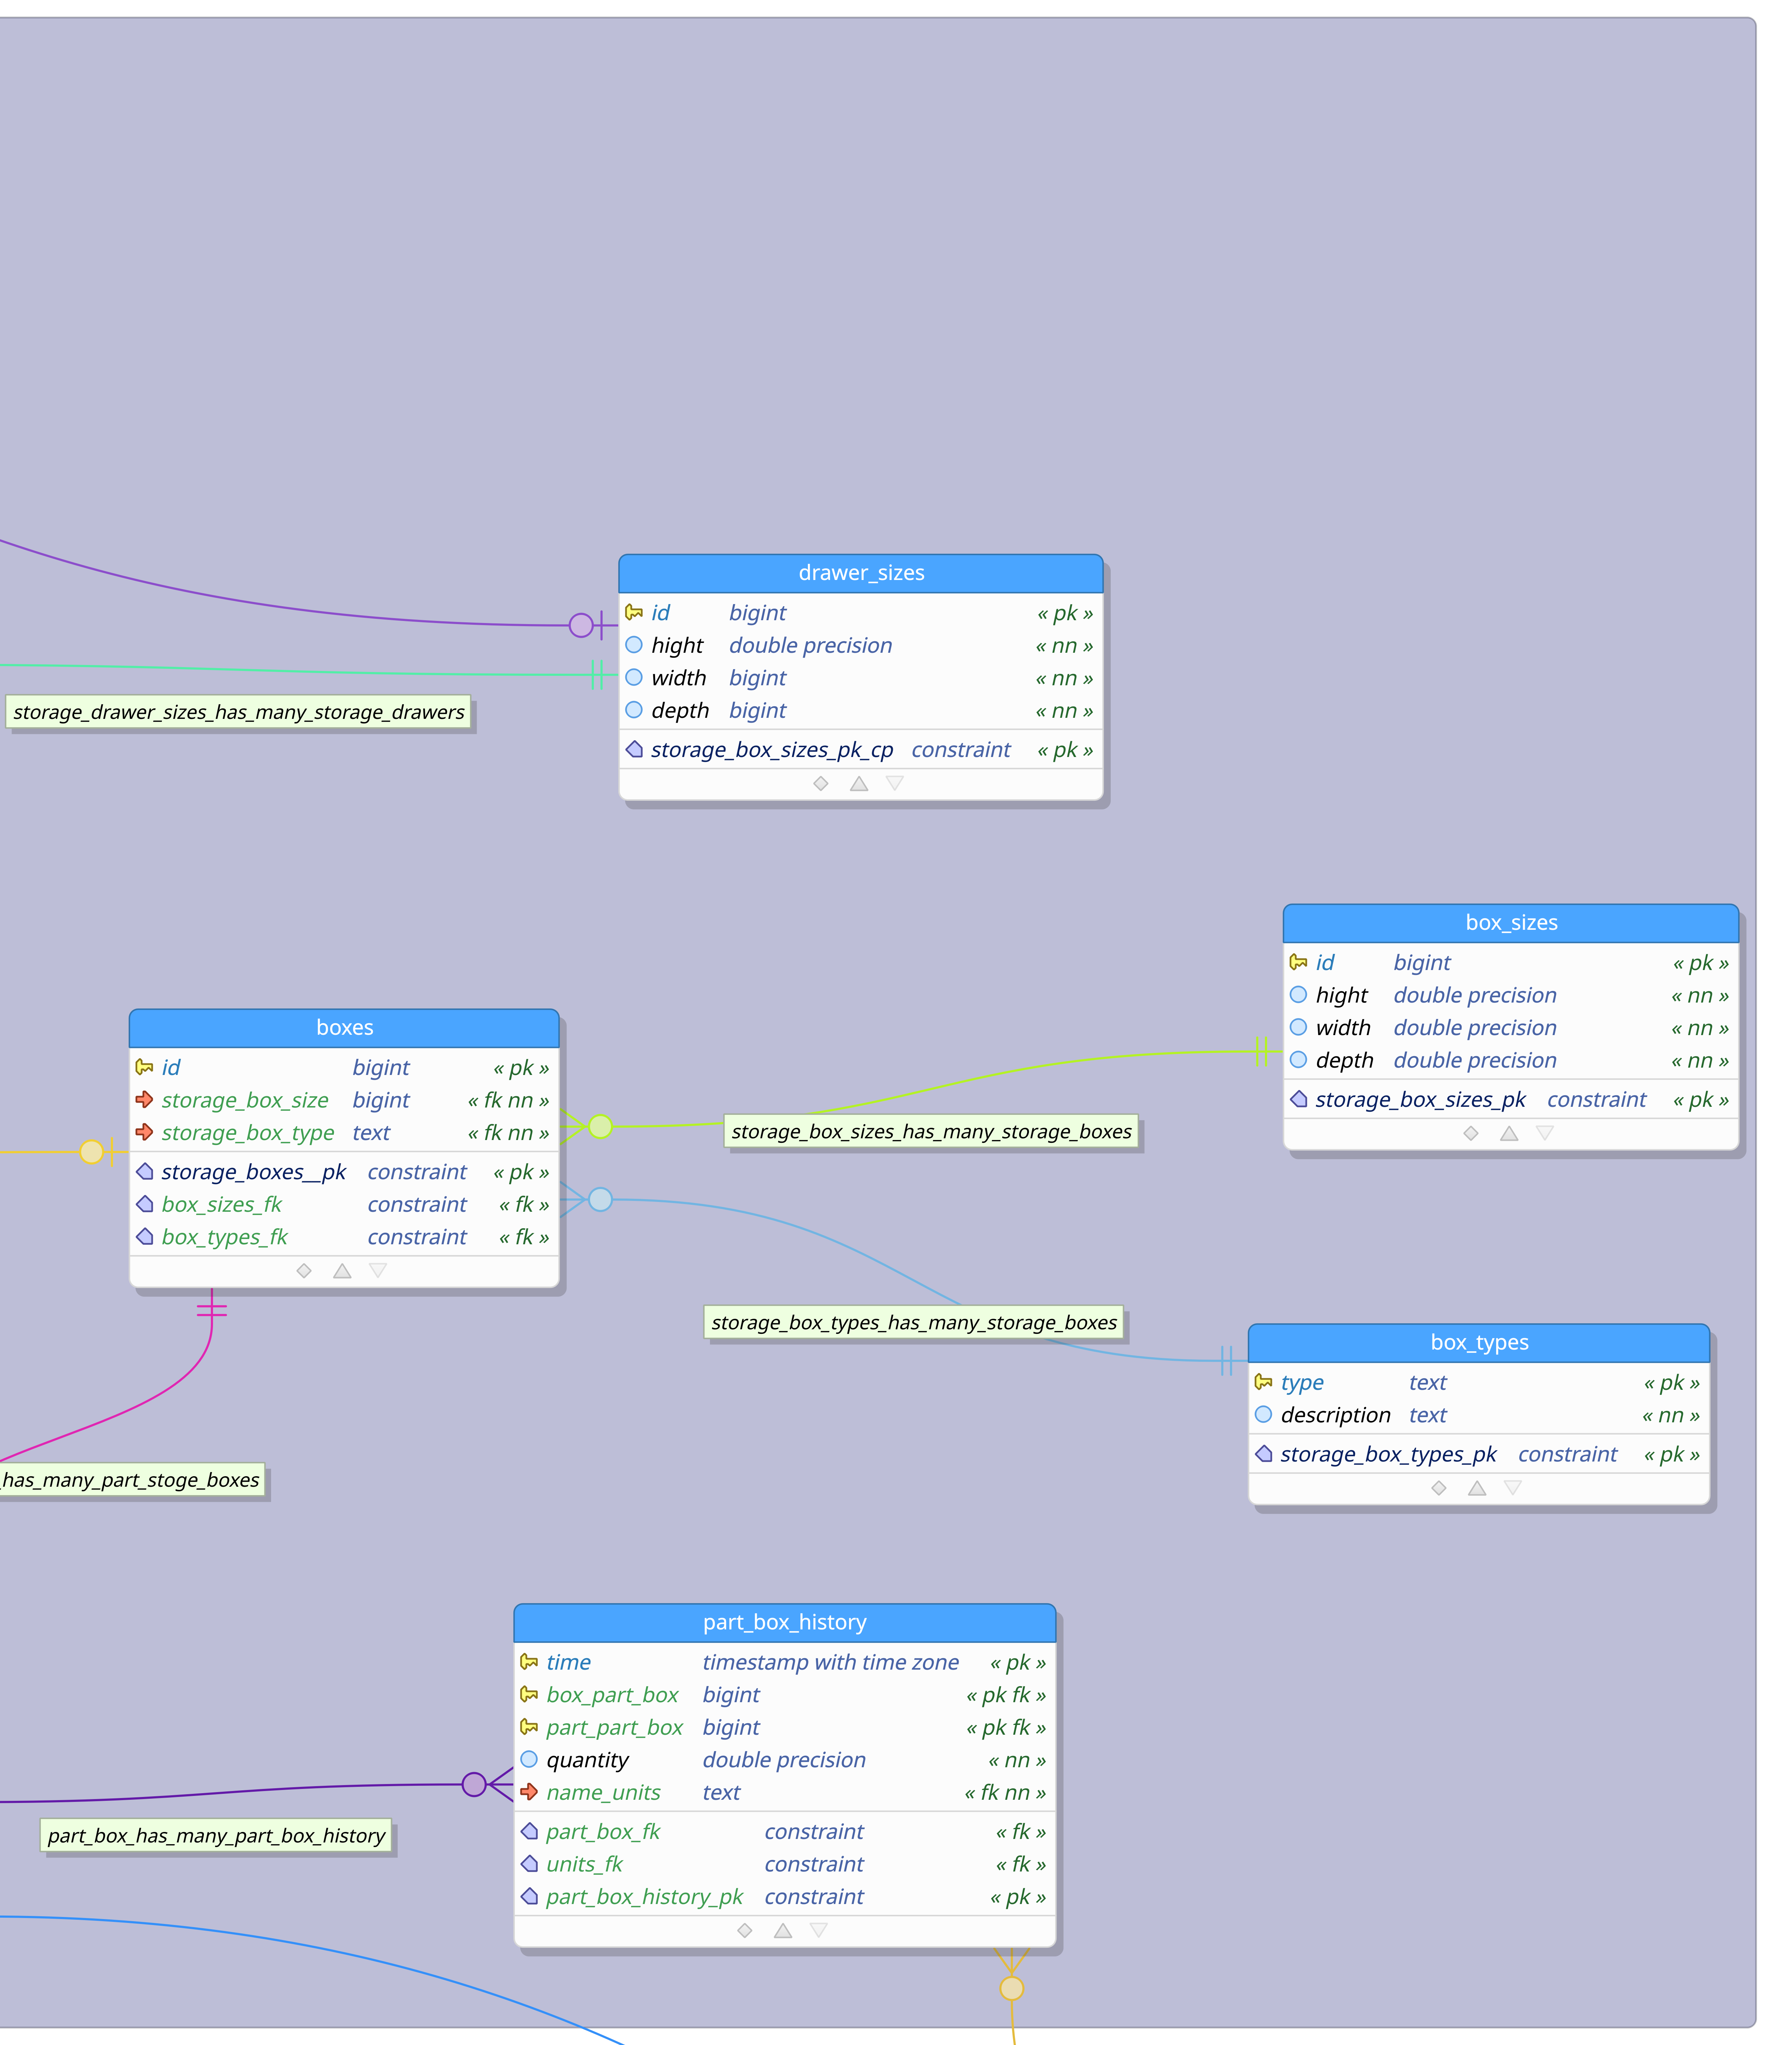 drawer_sizes
id bigint « pk »
hight double precision « nn »
width bigint « nn »
depth bigint « nn »
storage_box_sizes_pk_cp constraint « pk »
storage_drawer_sizes_has_many_storage_drawers
box_sizes
id bigint « pk »
hight double precision « nn »
width double precision « nn »
depth double precision « nn »
storage_box_sizes_pk constraint « pk »
boxes
id bigint « pk »
storage_box_size bigint « fk nn »
storage_box_type text « fk nn »
storage_boxes__pk constraint « pk »
box_sizes_fk constraint « fk »
box_types_fk constraint « fk »
storage_box_sizes_has_many_storage_boxes
storage_box_types_has_many_storage_boxes
box_types
type text « pk »
description text « nn »
storage_box_types_pk constraint « pk »
_has_many_part_stoge_boxes
part_box_history
time timestamp with time zone « pk »
box_part_box bigint « pk fk »
part_part_box bigint « pk fk »
quantity double precision « nn »
name_units text « fk nn »
part_box_fk constraint « fk »
units_fk constraint « fk »
part_box_history_pk constraint « pk »
part_box_has_many_part_box_history